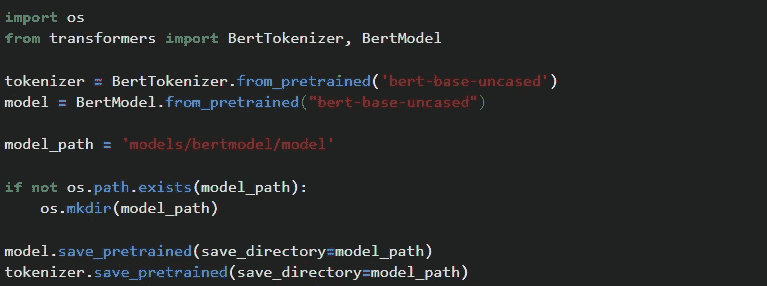 import os
from transformers import BertTokenizer, BertModel
tokenizer = BertTokenizer.from_pretrained('bert-base-uncased')
model = BertModel.from_pretrained("bert-base-uncased")
model_path = 'models/bertmodel/model'
if not os.path.exists(model_path):
    os.mkdir(model_path)
model.save_pretrained(save_directory=model_path)
tokenizer.save_pretrained(save_directory=model_path)